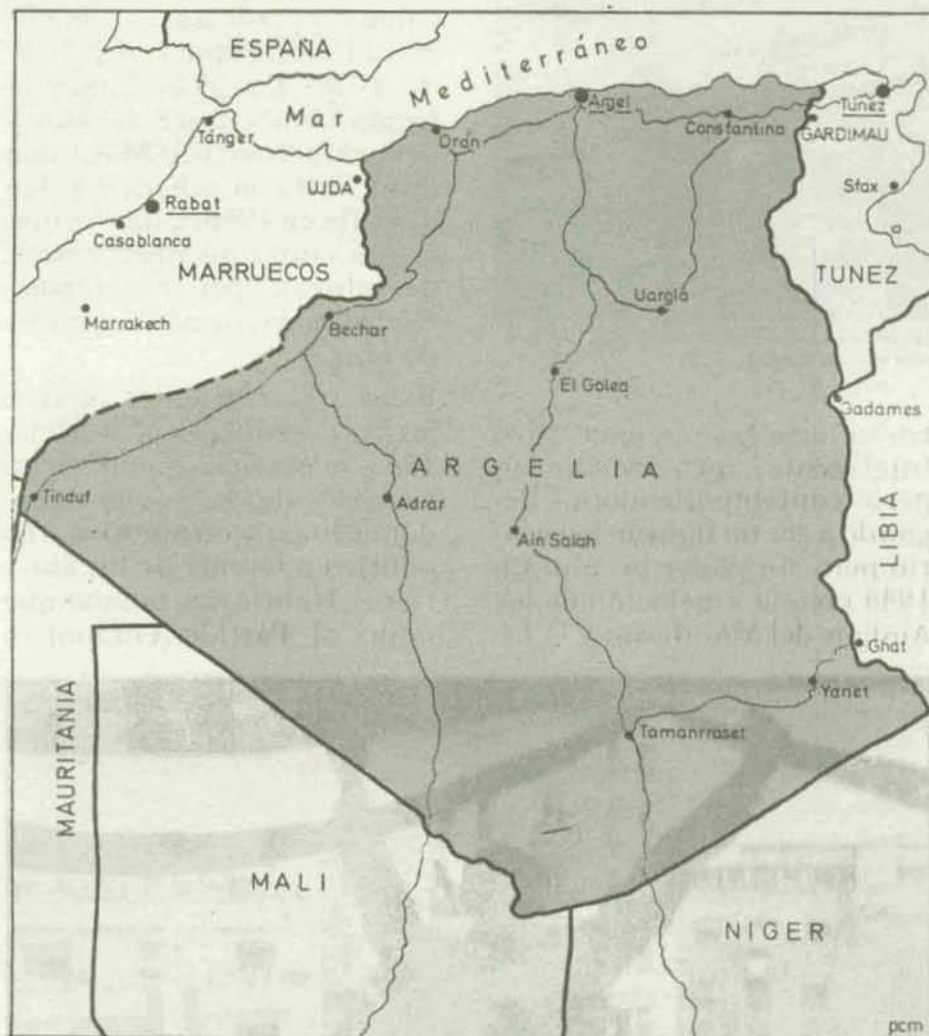 ESPAÑA
Mar Mediterráneo
Argel
Túnez
Tánger
Orán
Constantina
GARDIMAU
UJDA
Sfax
Rabat
Casablanca
MARRUECOS
TUNEZ
Marrakech
Bechar
Uargla
El Golea
Gadames
ARGELIA
Tinduf
Adrar
LIBIA
Ain Salah
Ghat
Yanet
MAURITANIA
Tamanrraset
MALI
NIGER
pcm